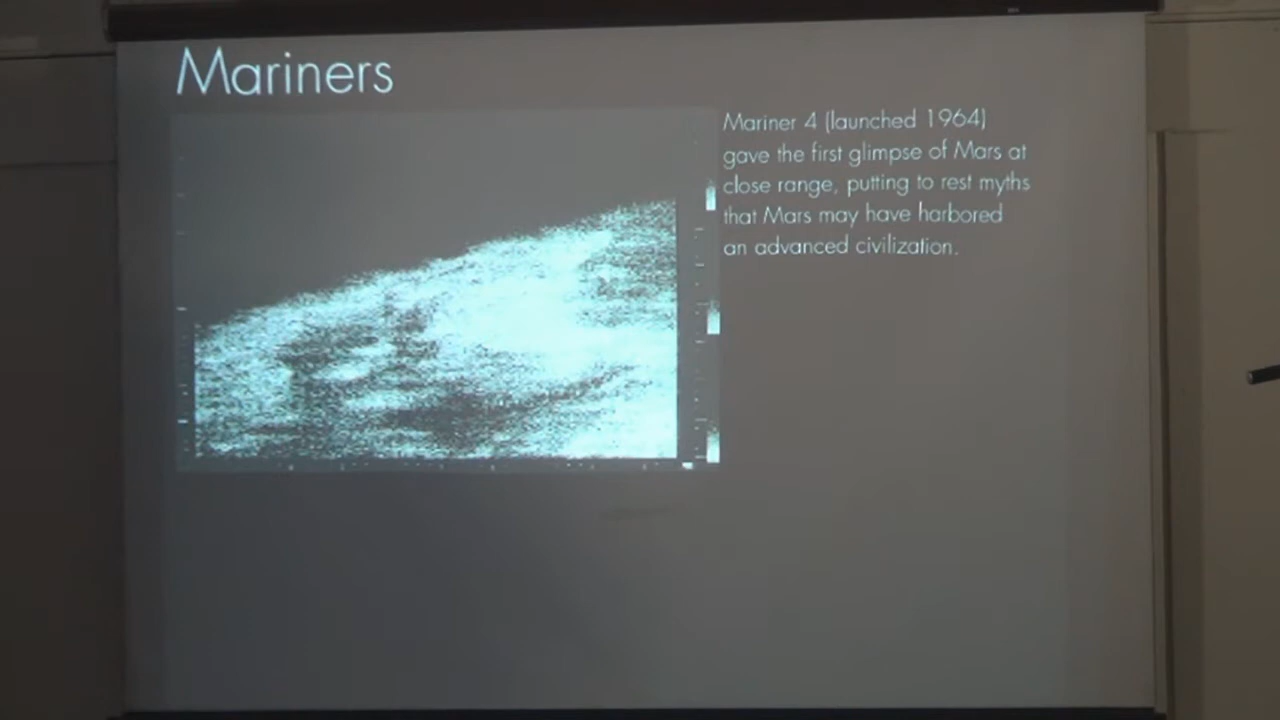 Mariners
Mariner 4 (launched 1964)
gave the first glimpse of Mars at
close range, putting to rest myths
that Mars may have harbored
an advanced civilization.